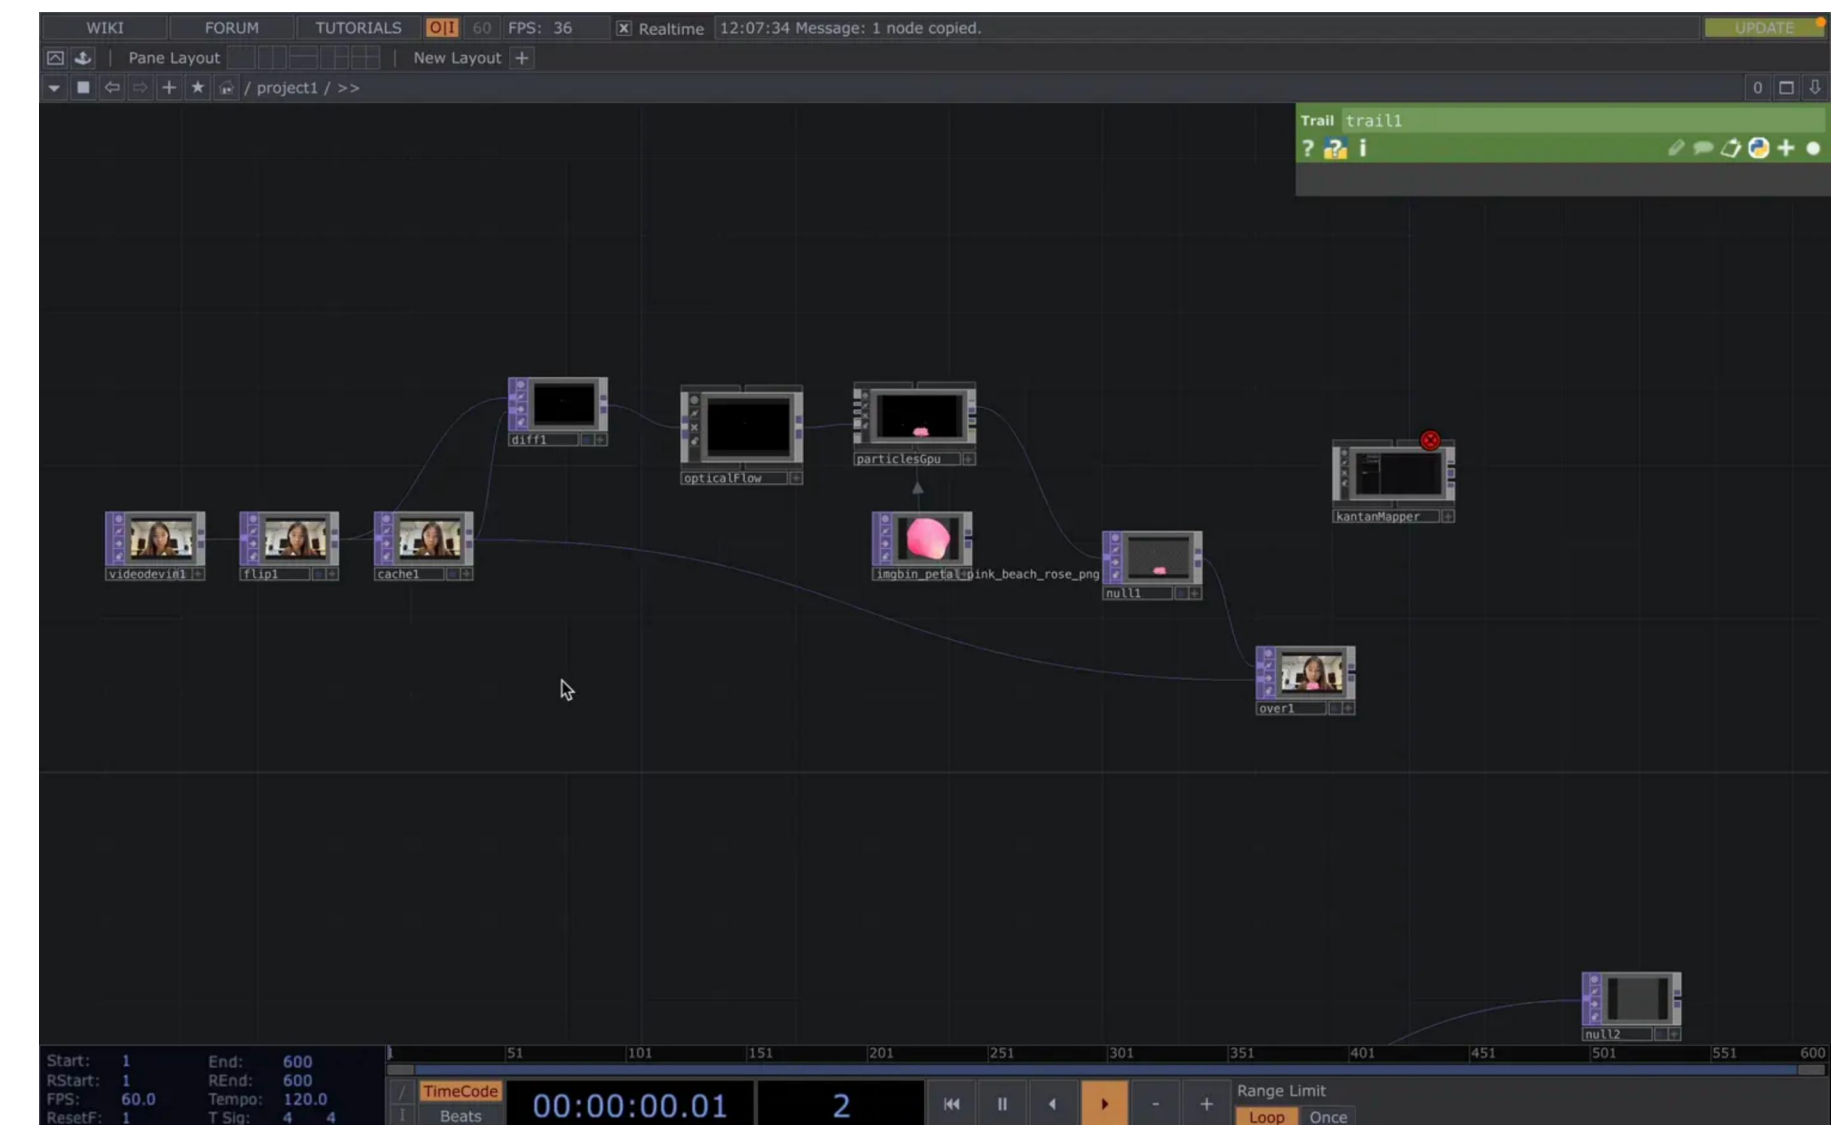 WIKI FORUM TUTORIALS O|I 60 FPS: 36 X Realtime 12:07:34 Message: 1 node copied. UPDATE
Pane Layout New Layout +
/ project1 / >> 0
Trail trail1
? ? i
diff1
particlesGpu
opticalFlow
kantanMapper
videodevin1 flip1 cache1 imgbin_petal-pink_beach_rose_png
null1
over1
null2
1 51 101 151 201 251 301 351 401 451 501 551 600
Start: 1 End: 600
RStart: 1 REnd: 600
FPS: 60.0 Tempo: 120.0
ResetF: 1 T Sig: 4 4
/ TimeCode
I Beats
00:00:00.01 2 - +
Range Limit
Loop Once